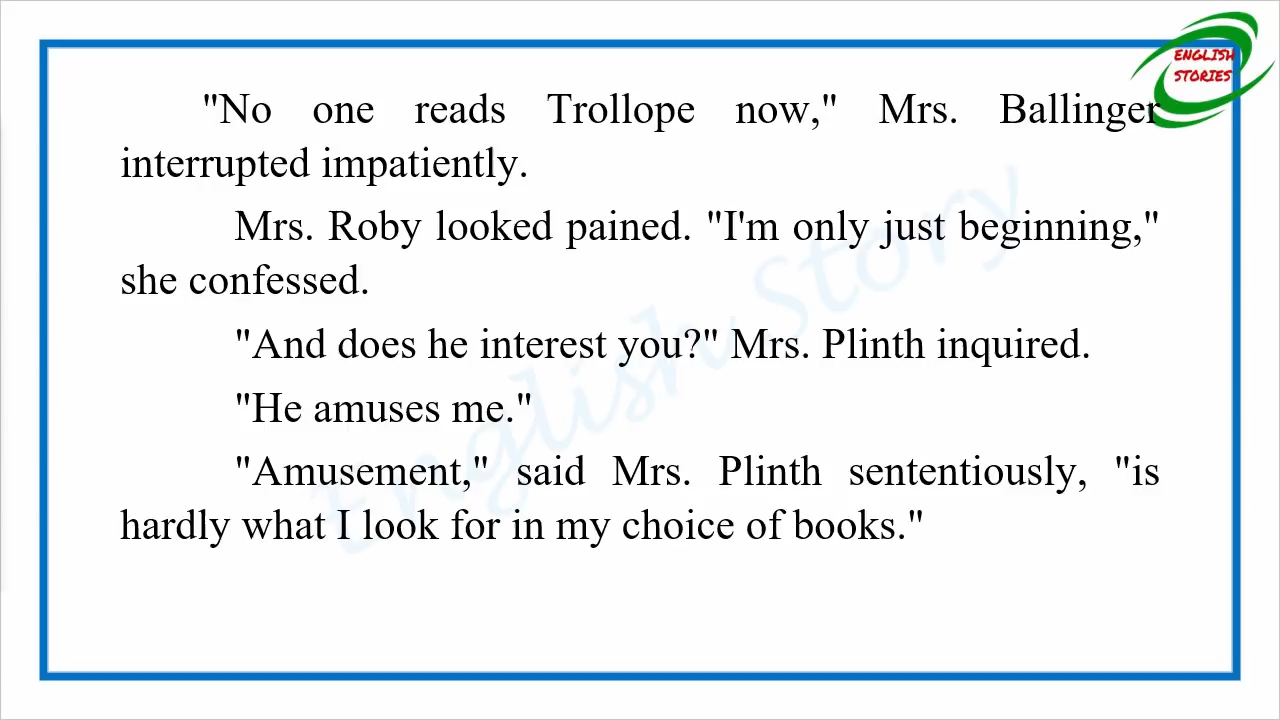 ENGLISH
STORIES
"No one reads Trollope now," Mrs. Ballinger
interrupted impatiently.
Mrs. Roby looked pained. "I'm only just beginning,"
she confessed.
"And does he interest you?" Mrs. Plinth inquired.
"He amuses me."
"Amusement," said Mrs. Plinth sententiously, "is
hardly what I look for in my choice of books."
English Story